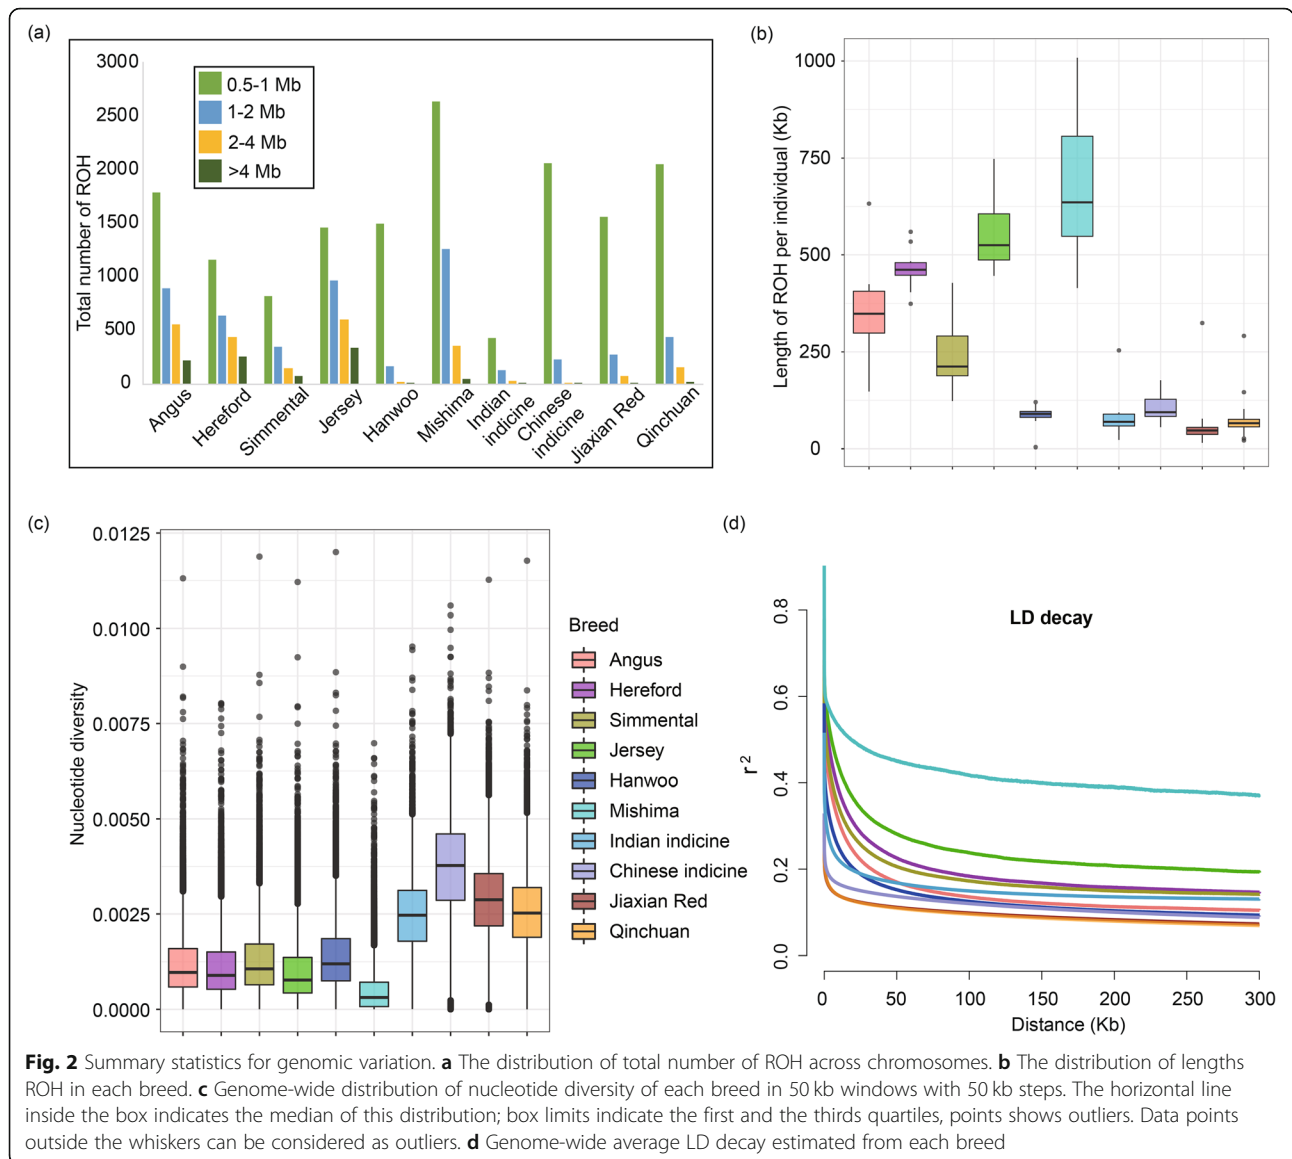 (a)
3000
2500
2000
1500
1000
500
0
Total number of ROH
0.5-1 Mb
1-2 Mb
2-4 Mb
>4 Mb
Angus
Hereford
Simmental
Jersey
Hanwoo
Mishima
Indian
indicine
Chinese
indicine
Jiaxian Red
Qinchuan
(b)
1000
750
500
250
0
Length of ROH per individual (Kb)
(c)
0.0125
0.0100
0.0075
0.0050
0.0025
0.0000
Nucleotide diversity
Breed
Angus
Hereford
Simmental
Jersey
Hanwoo
Mishima
Indian indicine
Chinese indicine
Jiaxian Red
Qinchuan
(d)
LD decay
0.8
0.6
0.4
0.2
0.0
r2
0 50 100 150 200 250 300
Distance (Kb)
Fig. 2 Summary statistics for genomic variation. a The distribution of total number of ROH across chromosomes. b The distribution of lengths
ROH in each breed. c Genome-wide distribution of nucleotide diversity of each breed in 50 kb windows with 50 kb steps. The horizontal line
inside the box indicates the median of this distribution; box limits indicate the first and the thirds quartiles, points shows outliers. Data points
outside the whiskers can be considered as outliers. d Genome-wide average LD decay estimated from each breed